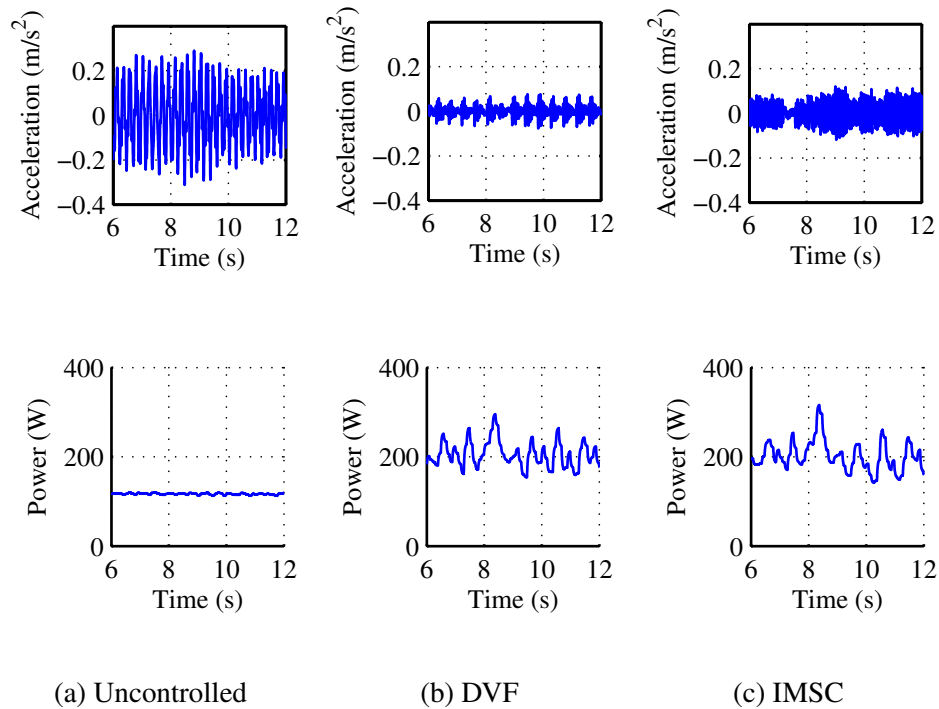 Acceleration (m/s2)
0.2
0
−0.2
−0.4
6 8 10 12
Time (s)
Acceleration (m/s2)
0.2
0
−0.2
−0.4
6 8 10 12
Time (s)
Acceleration (m/s2)
0.2
0
−0.2
−0.4
6 8 10 12
Time (s)
Power (W)
400
200
0
6 8 10 12
Time (s)
Power (W)
400
200
0
6 8 10 12
Time (s)
Power (W)
400
200
0
6 8 10 12
Time (s)
(a) Uncontrolled
(b) DVF
(c) IMSC